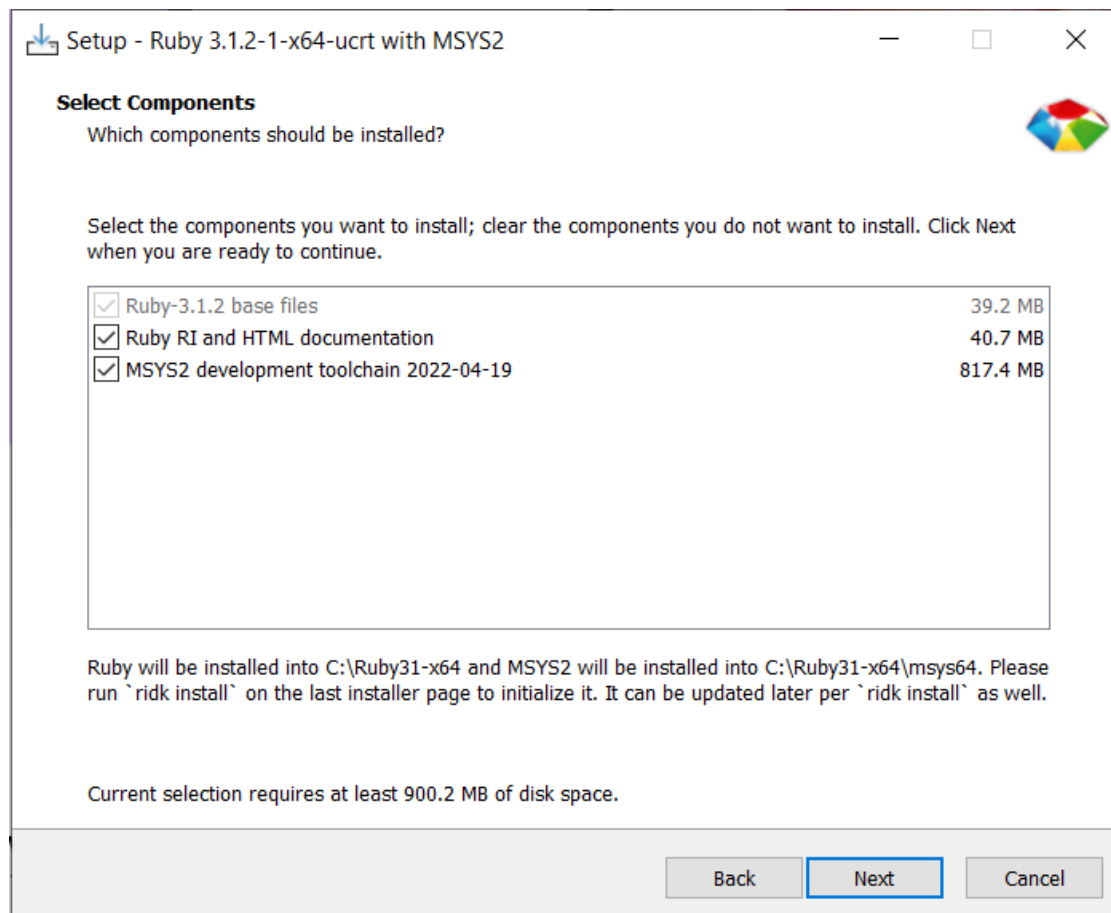 Setup - Ruby 3.1.2-1-x64-ucrt with MSYS2
Select Components
Which components should be installed?
Select the components you want to install; clear the components you do not want to install. Click Next
when you are ready to continue.
Ruby-3.1.2 base files 39.2 MB
Ruby RI and HTML documentation 40.7 MB
MSYS2 development toolchain 2022-04-19 817.4 MB
Ruby will be installed into C:\Ruby31-x64 and MSYS2 will be installed into C:\Ruby31-x64\msys64. Please
run `ridk install` on the last installer page to initialize it. It can be updated later per `ridk install` as well.
Current selection requires at least 900.2 MB of disk space.
Back Next Cancel